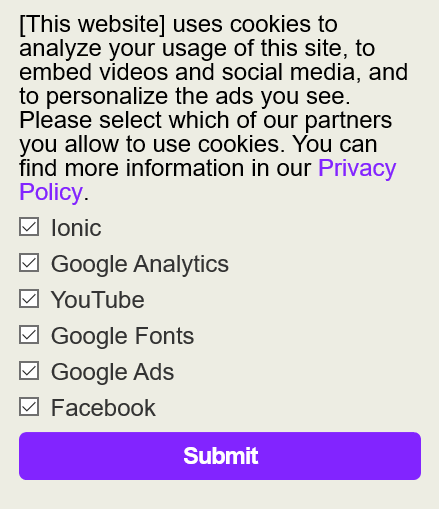 [This website] uses cookies to
analyze your usage of this site, to
embed videos and social media, and
to personalize the ads you see.
Please select which of our partners
you allow to use cookies. You can
find more information in our Privacy
Policy.
Ionic
Google Analytics
YouTube
Google Fonts
Google Ads
Facebook
Submit